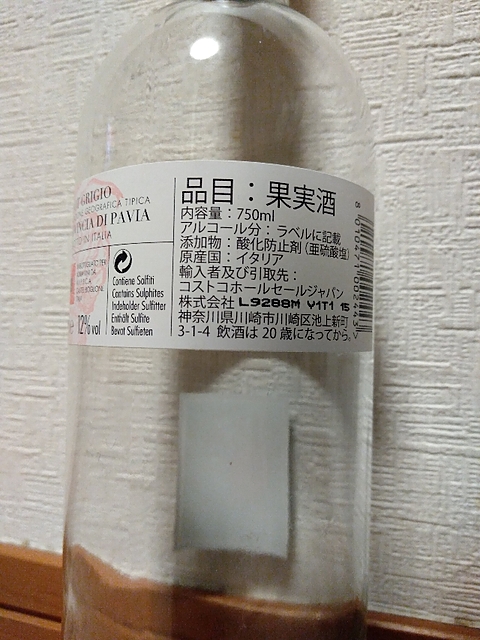 GRIGIO
GEOGRAFICA TIPICA
DI PAVIA
IN ITALIA
12% vol
Contiene Solfiti
Contains Sulphites
Indeholder Sulfitter
Enthält Sulfite
Bevat Sulfieten
品目：果実酒
内容量：750ml
アルコール分：ラベルに記載
添加物：酸化防止剤（亜硫酸塩）
原産国：イタリア
輸入者及び引取先：
コストコホールセールジャパン
株式会社 L9288M Y1T1 15
神奈川県川崎市川崎区池上新町
3-1-4 飲酒は20歳になってから。
8 010471 002443 >